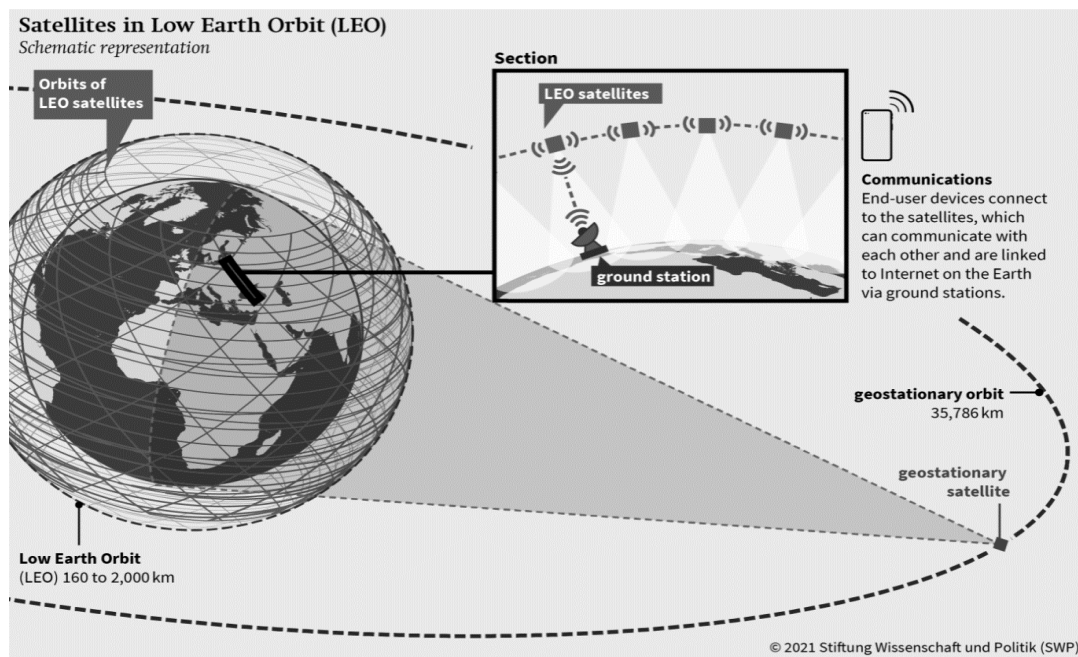 Satellites in Low Earth Orbit (LEO)
Schematic representation
Orbits of
LEO satellites
Section
LEO satellites
ground station
Communications
End-user devices connect
to the satellites, which
can communicate with
each other and are linked
to Internet on the Earth
via ground stations.
geostationary orbit
35,786 km
geostationary
satellite
Low Earth Orbit
(LEO) 160 to 2,000 km
© 2021 Stiftung Wissenschaft und Politik (SWP)